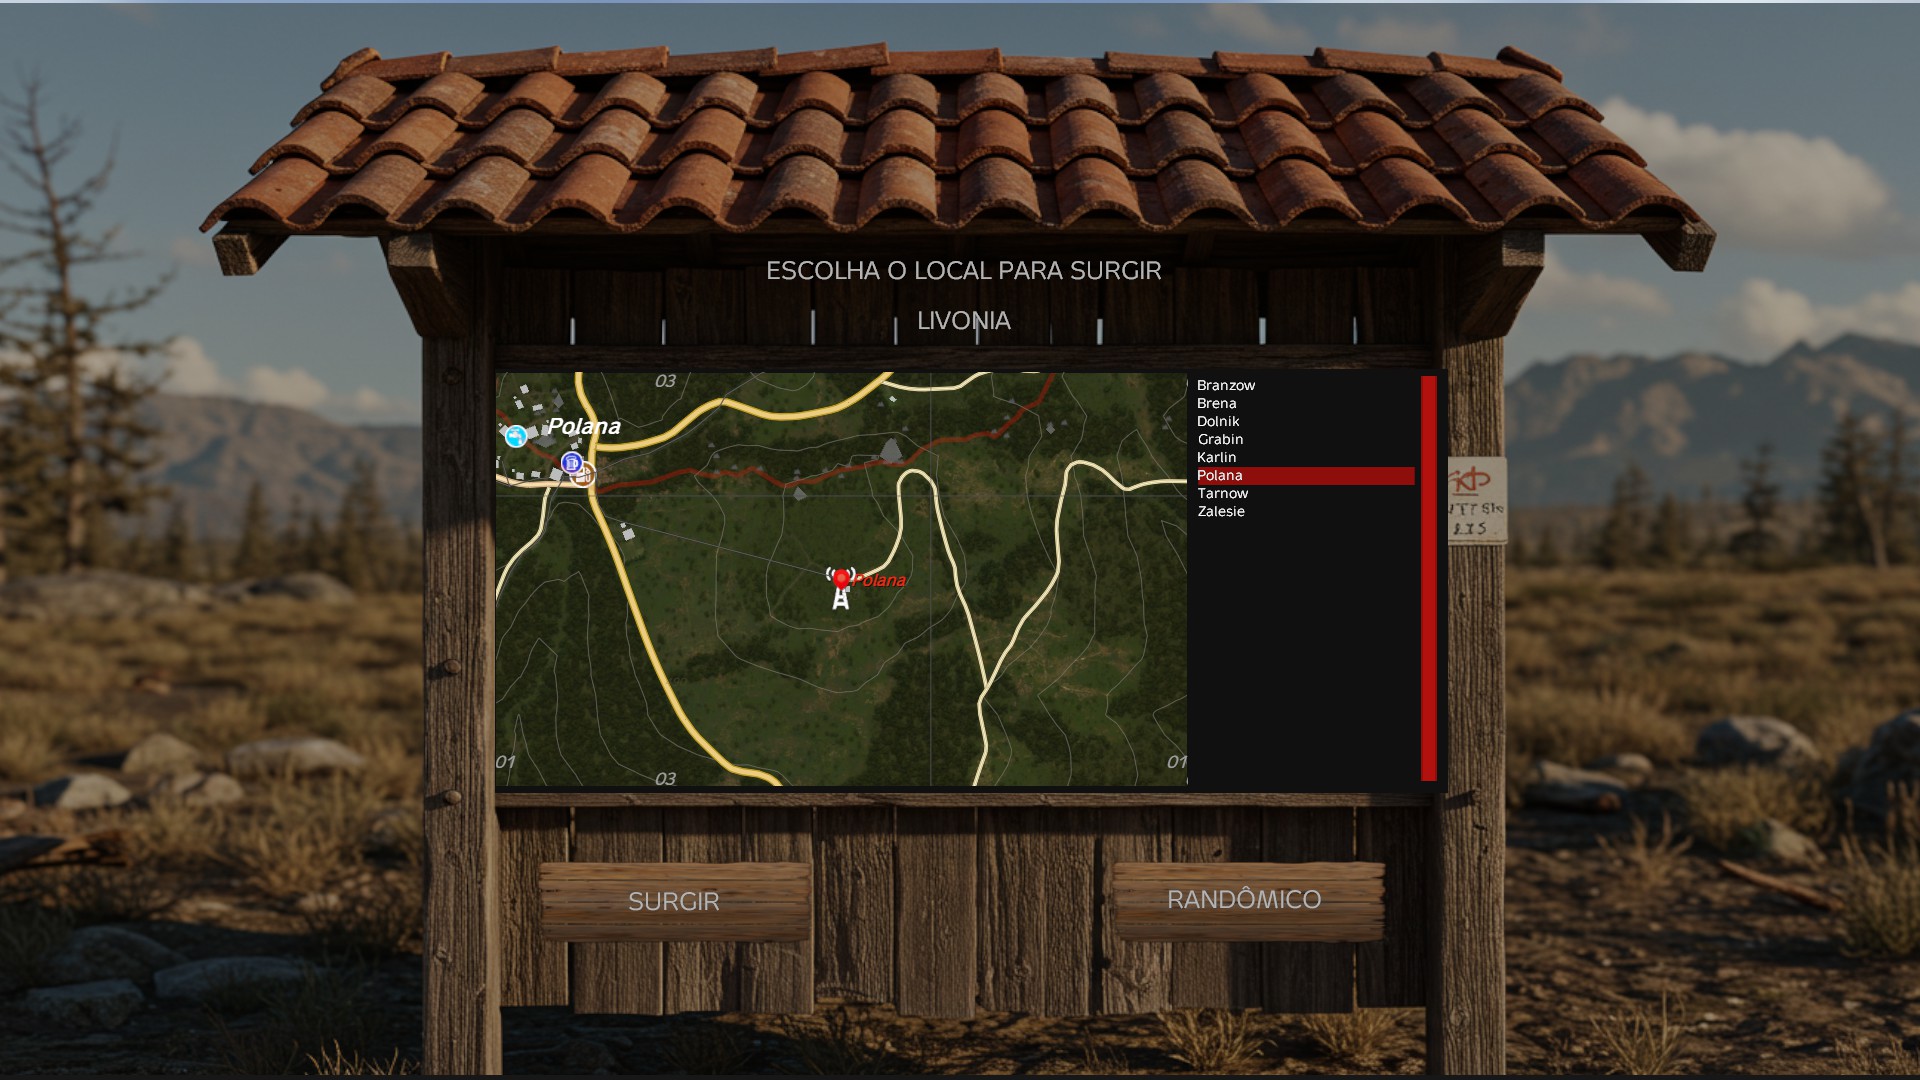 ESCOLHA O LOCAL PARA SURGIR
LIVONIA
03
Polana
Polana
01
03
01
Branzow
Brena
Dolnik
Grabin
Karlin
Polana
Tarnow
Zalesie
SURGIR
RANDÔMICO